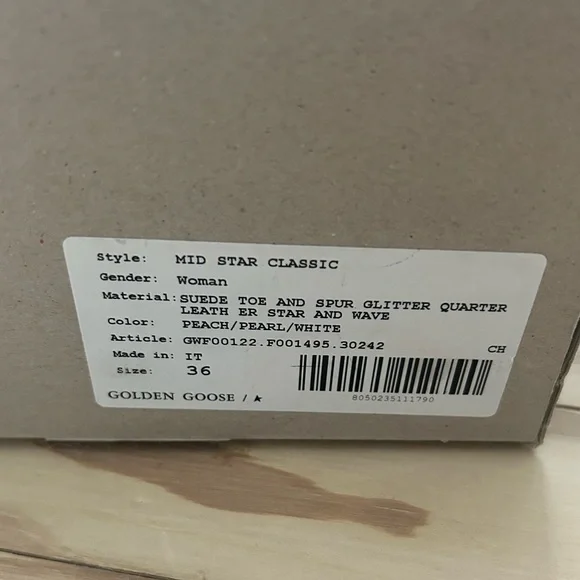 Style: MID STAR CLASSIC
Gender: Woman
Material: SUEDE TOE AND SPUR GLITTER QUARTER
LEATH ER STAR AND WAVE
Color: PEACH/PEARL/WHITE
Article: GWF00122.F001495.30242
CH
Made in: IT
Size: 36
8050235111790
GOLDEN GOOSE / ★